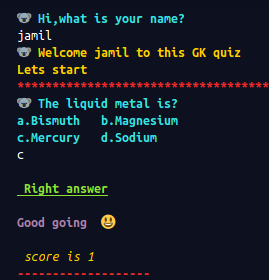 🐨 Hi,what is your name?
jamil
🐨 Welcome jamil to this GK quiz
Lets start
************************************
🐨 The liquid metal is?
a.Bismuth   b.Magnesium
c.Mercury   d.Sodium
c
Right answer
Good going 😃
score is 1
-------------------